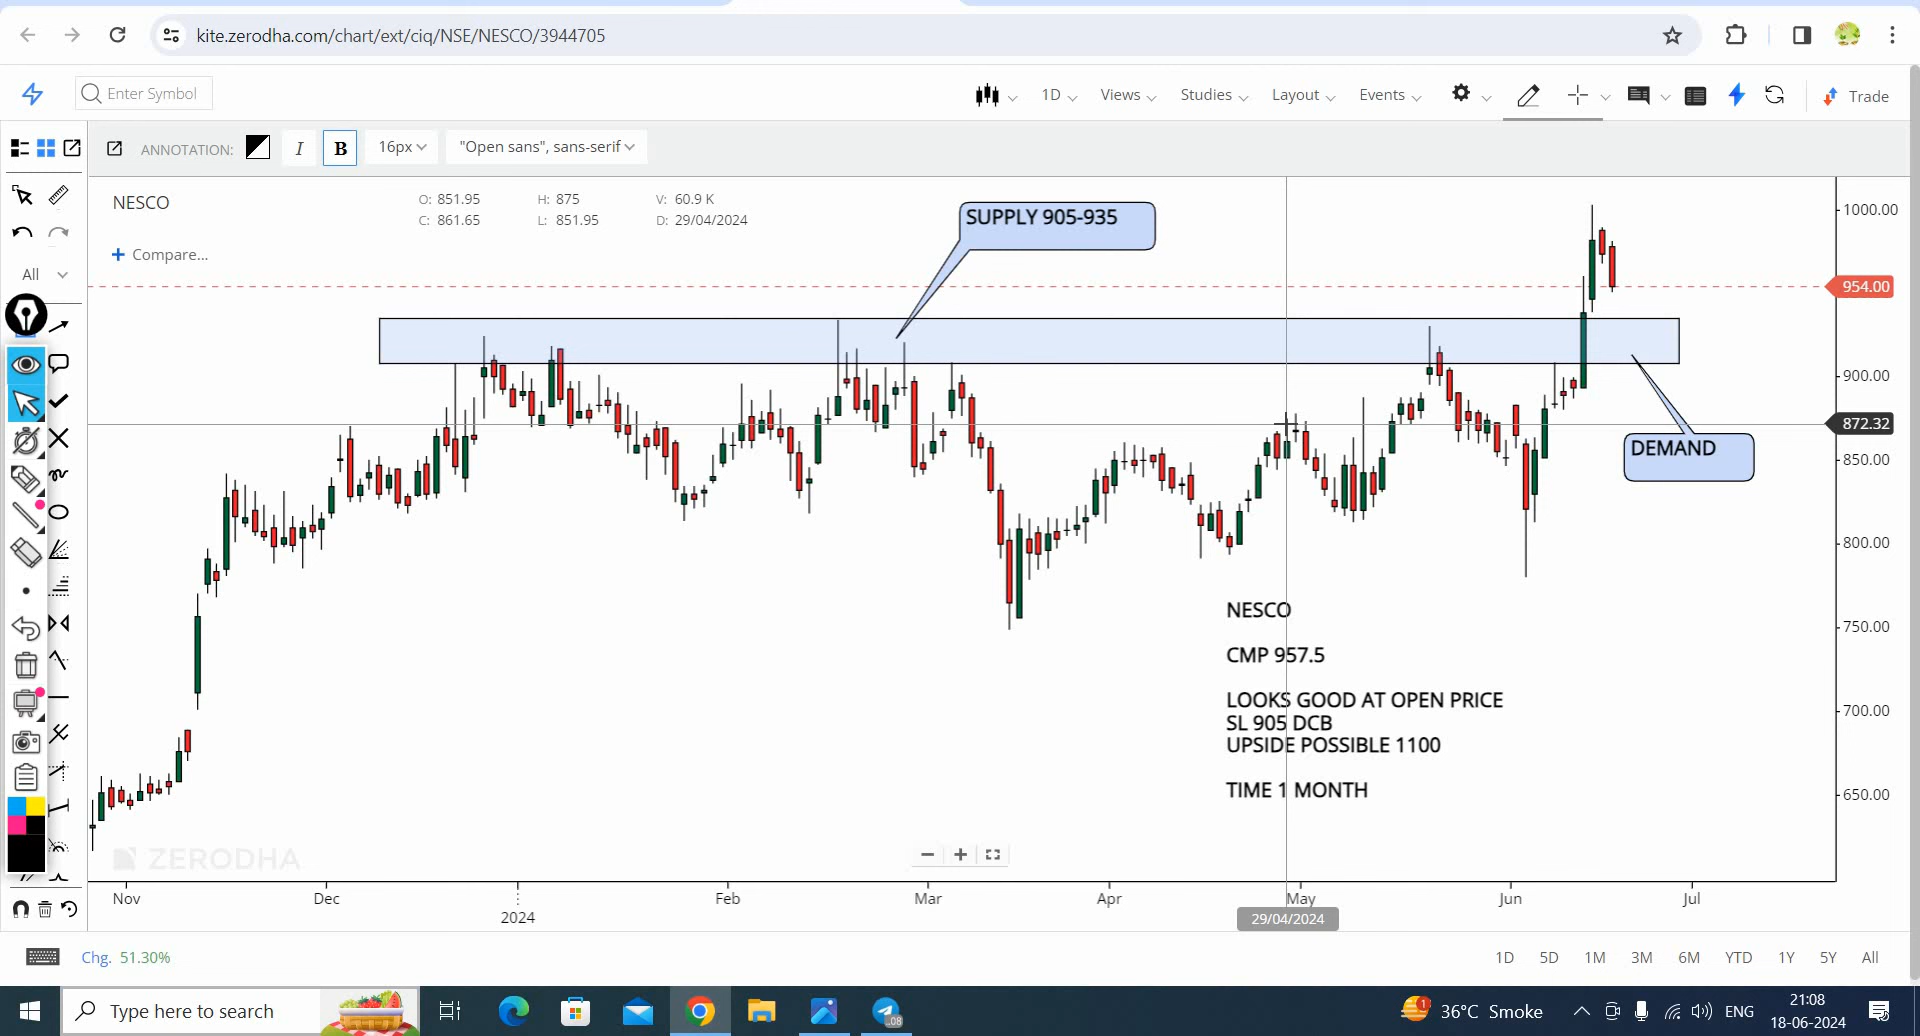 kite.zerodha.com/chart/ext/ciq/NSE/NESCO/3944705
Enter Symbol
1D
Views
Studies
Layout
Events
Trade
ANNOTATION:
I
B
16px
"Open sans", sans-serif
NESCO
O: 851.95
H: 875
V: 60.9 K
C: 861.65
L: 851.95
D: 29/04/2024
Compare...
All
SUPPLY 905-935
DEMAND
NESCO
CMP 957.5
LOOKS GOOD AT OPEN PRICE
SL 905 DCB
UPSIDE POSSIBLE 1100
TIME 1 MONTH
1000.00
954.00
900.00
872.32
850.00
800.00
750.00
700.00
650.00
ZERODHA
Nov
Dec
2024
Feb
Mar
Apr
May
Jun
Jul
29/04/2024
Chg. 51.30%
1D
5D
1M
3M
6M
YTD
1Y
5Y
All
Type here to search
.08
1
36°C Smoke
ENG
21:08
18-06-2024